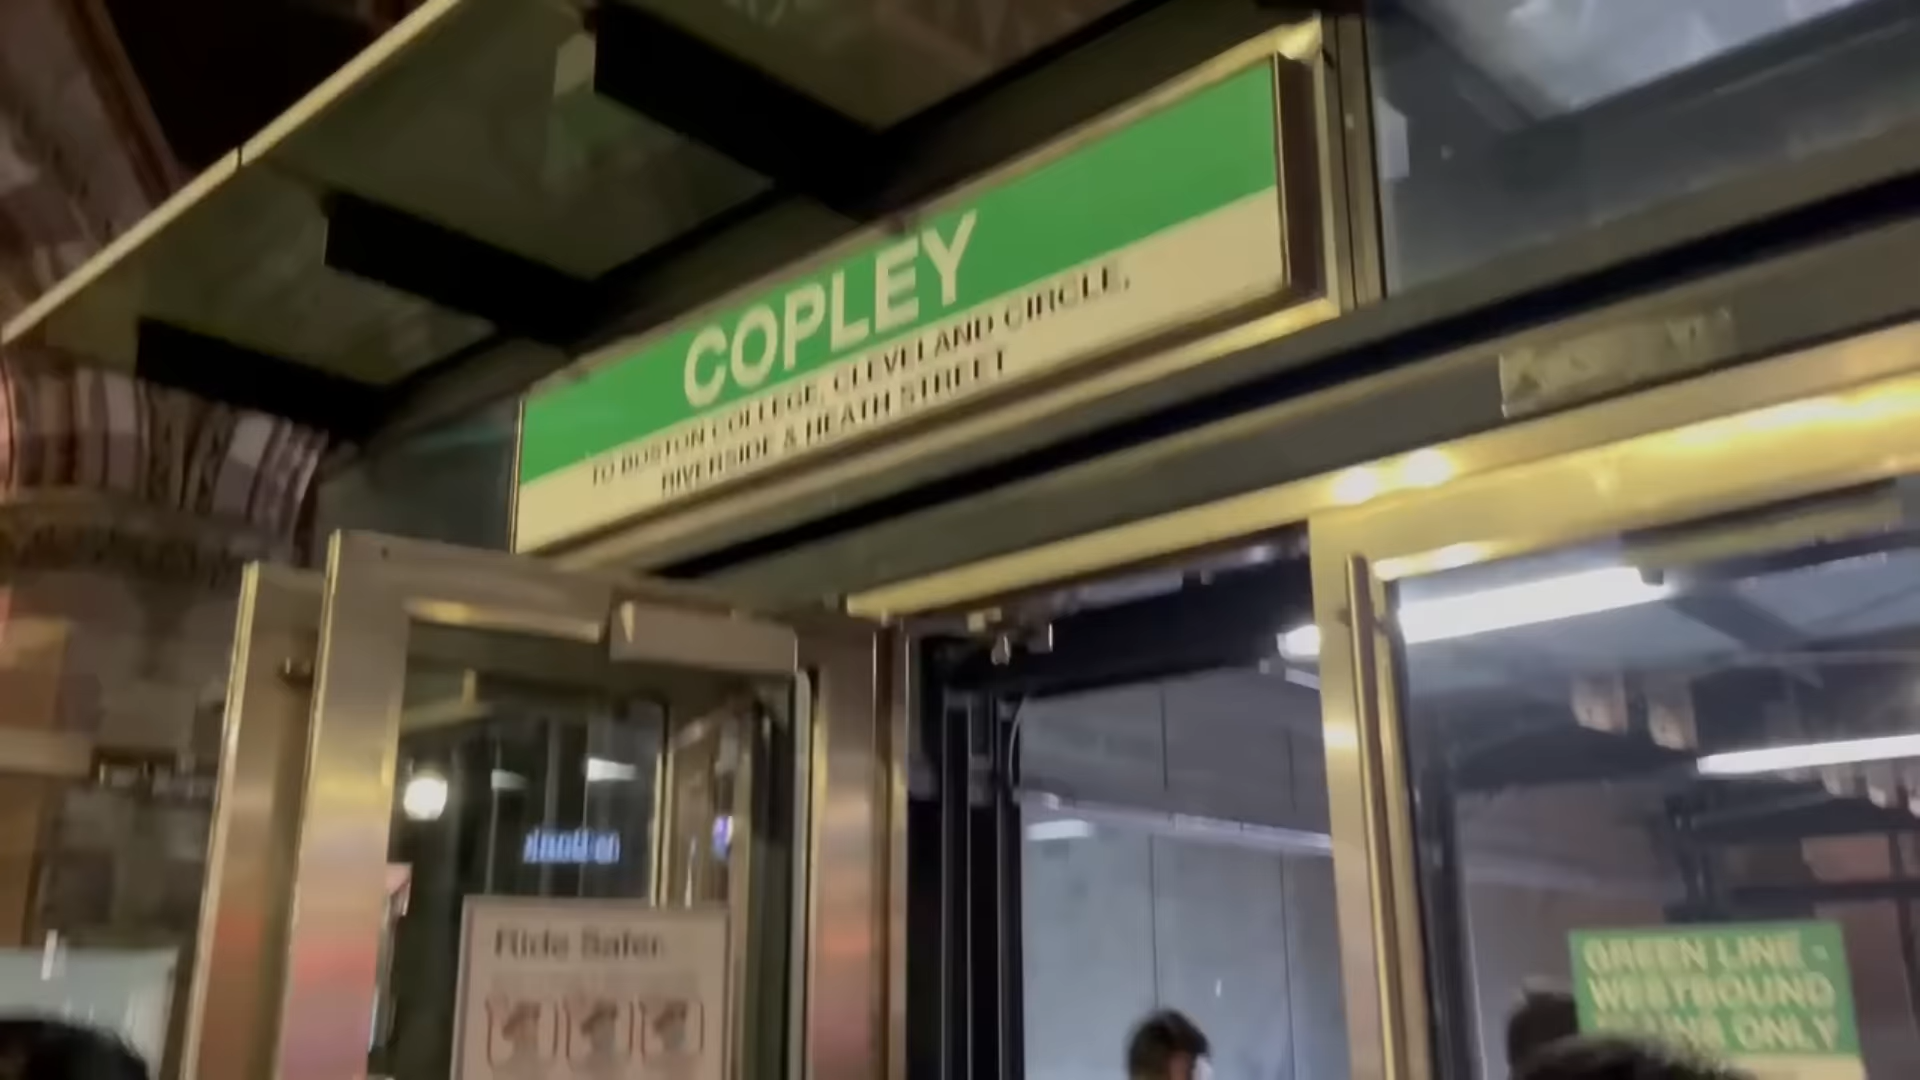 COPLEY
TO BOSTON COLLEGE, CLEVELAND CIRCLE,
RIVERSIDE & HEATH STREET
Ride Safer.
GREEN LINE -
WESTBOUND
TRAINS ONLY